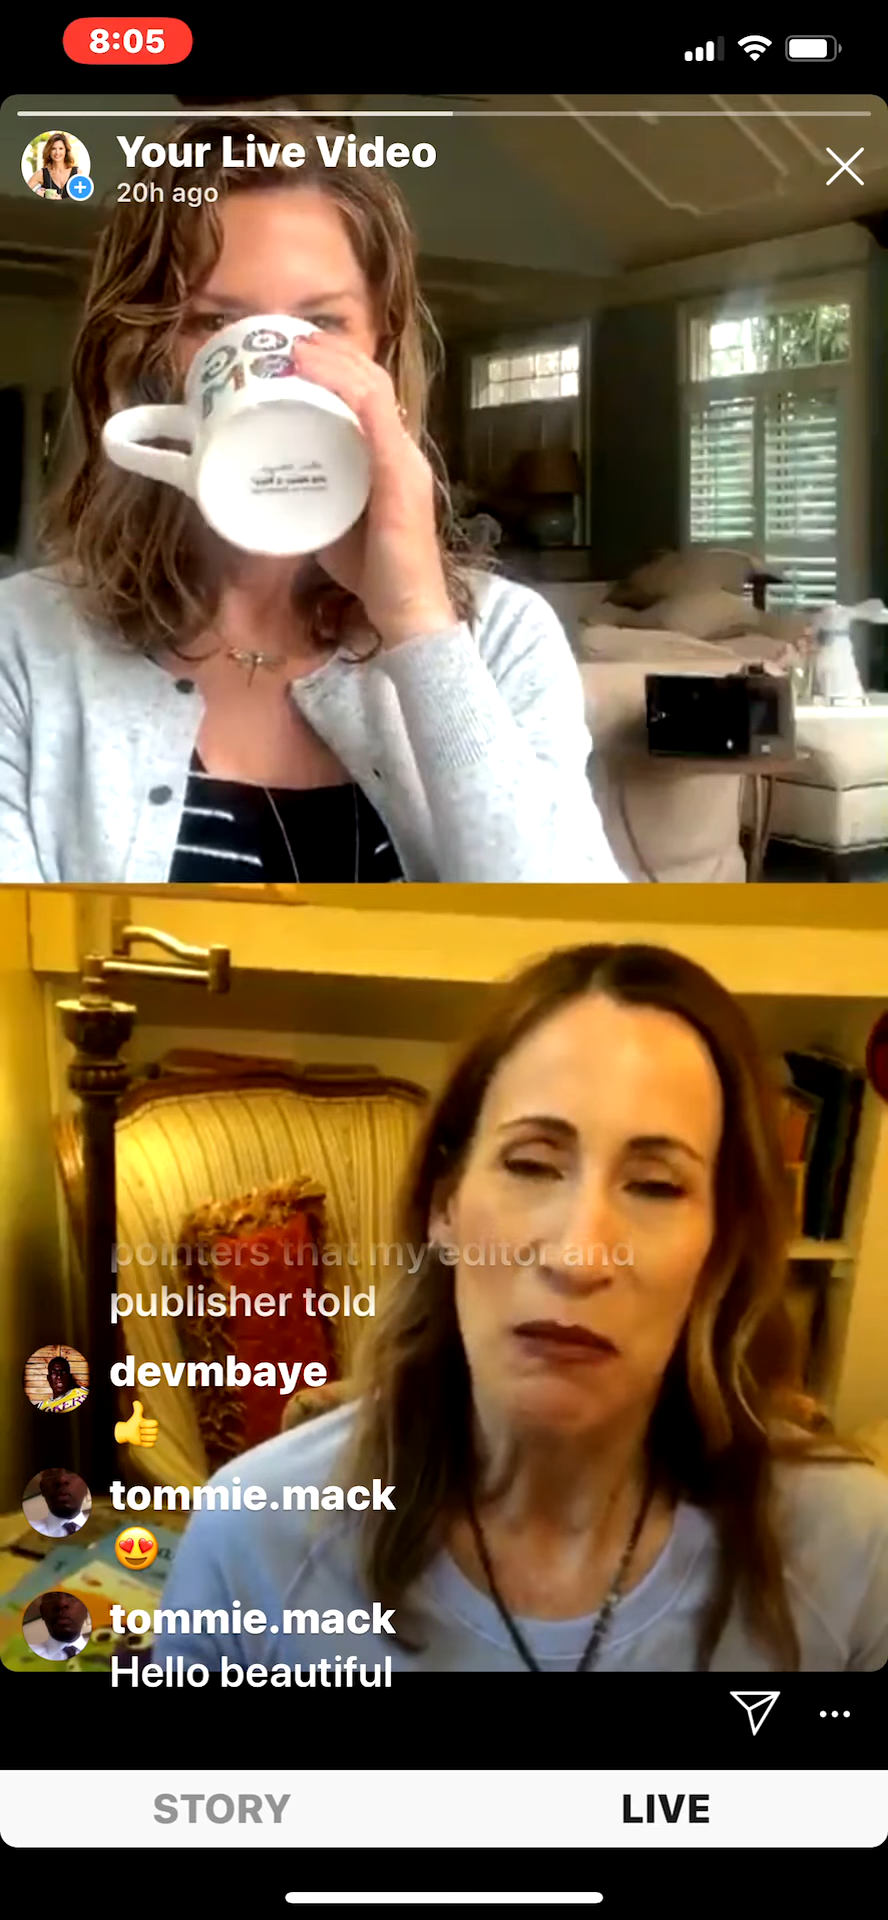 8:05
Your Live Video
20h ago
pointers that my editor and
publisher told
devmbaye
👍
tommie.mack
😍
tommie.mack
Hello beautiful
STORY
LIVE